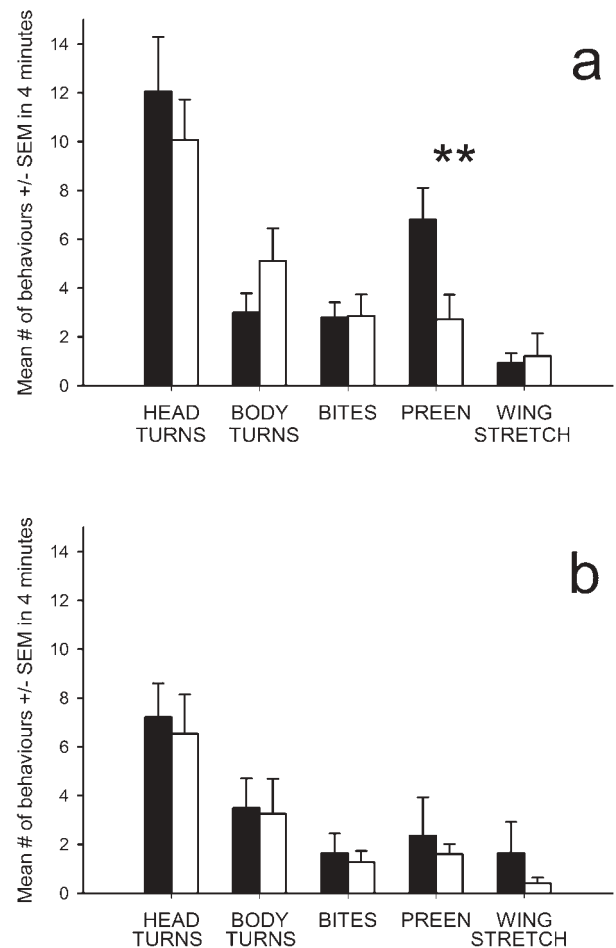 Mean # of behaviours +/- SEM in 4 minutes
14
12
10
8
6
4
2
0
a
**
HEAD TURNS
BODY TURNS
BITES
PREEN
WING STRETCH
Mean # of behaviours +/- SEM in 4 minutes
14
12
10
8
6
4
2
0
b
HEAD TURNS
BODY TURNS
BITES
PREEN
WING STRETCH